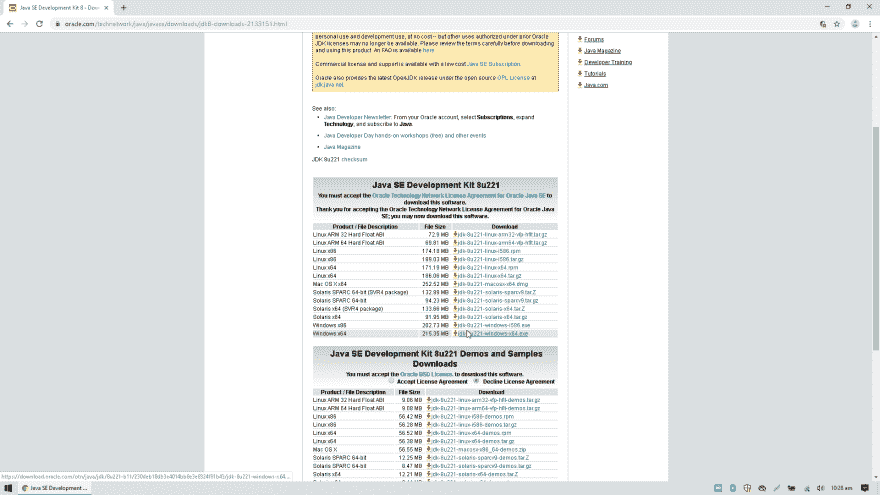 Java SE Development Kit 8 - Dow
oracle.com/technetwork/java/javase/downloads/jdk8-downloads-2133151.html
personal use and development use, at no cost-- but other uses authorized under prior Oracle
JDK licenses may no longer be available. Please review the terms carefully before downloading
and using this product. An FAQ is available here
Commercial license and support is available with a low cost Java SE Subscription.
Oracle also provides the latest OpenJDK release under the open source GPL License at
jdk.java.net.
Forums
Java Magazine
Developer Training
Tutorials
Java.com
See also:
• Java Developer Newsletter: From your Oracle account, select Subscriptions, expand
Technology, and subscribe to Java.
• Java Developer Day hands-on workshops (free) and other events
• Java Magazine
JDK 8u221 checksum
Java SE Development Kit 8u221
You must accept the Oracle Technology Network License Agreement for Oracle Java SE to
download this software.
Thank you for accepting the Oracle Technology Network License Agreement for Oracle Java
SE; you may now download this software.
Product / File Description File Size Download
Linux ARM 32 Hard Float ABI 72.9 MB jdk-8u221-linux-arm32-vfp-hflt.tar.gz
Linux ARM 64 Hard Float ABI 69.81 MB jdk-8u221-linux-arm64-vfp-hflt.tar.gz
Linux x86 174.18 MB jdk-8u221-linux-i586.rpm
Linux x86 189.03 MB jdk-8u221-linux-i586.tar.gz
Linux x64 171.19 MB jdk-8u221-linux-x64.rpm
Linux x64 186.06 MB jdk-8u221-linux-x64.tar.gz
Mac OS X x64 252.52 MB jdk-8u221-macosx-x64.dmg
Solaris SPARC 64-bit (SVR4 package) 132.99 MB jdk-8u221-solaris-sparcv9.tar.Z
Solaris SPARC 64-bit 94.23 MB jdk-8u221-solaris-sparcv9.tar.gz
Solaris x64 (SVR4 package) 133.66 MB jdk-8u221-solaris-x64.tar.Z
Solaris x64 91.95 MB jdk-8u221-solaris-x64.tar.gz
Windows x86 202.73 MB jdk-8u221-windows-i586.exe
Windows x64 215.35 MB jdk-8u221-windows-x64.exe
Java SE Development Kit 8u221 Demos and Samples
Downloads
You must accept the Oracle BSD License. to download this software.
Accept License Agreement Decline License Agreement
Product / File Description File Size Download
Linux ARM 32 Hard Float ABI 9.05 MB jdk-8u221-linux-arm32-vfp-hflt-demos.tar.gz
Linux ARM 64 Hard Float ABI 9.08 MB jdk-8u221-linux-arm64-vfp-hflt-demos.tar.gz
Linux x86 56.42 MB jdk-8u221-linux-i586-demos.rpm
Linux x86 56.28 MB jdk-8u221-linux-i586-demos.tar.gz
Linux x64 56.52 MB jdk-8u221-linux-x64-demos.rpm
Linux x64 56.38 MB jdk-8u221-linux-x64-demos.tar.gz
Mac OS X 56.55 MB jdk-8u221-macosx-x86_64-demos.zip
Solaris SPARC 64-bit 12.25 MB jdk-8u221-solaris-sparcv9-demos.tar.Z
Solaris SPARC 64-bit 8.47 MB jdk-8u221-solaris-sparcv9-demos.tar.gz
Solaris x64 12.21 MB jdk-8u221-solaris-x64-demos.tar.Z
Java SE Development ...
10:28 am